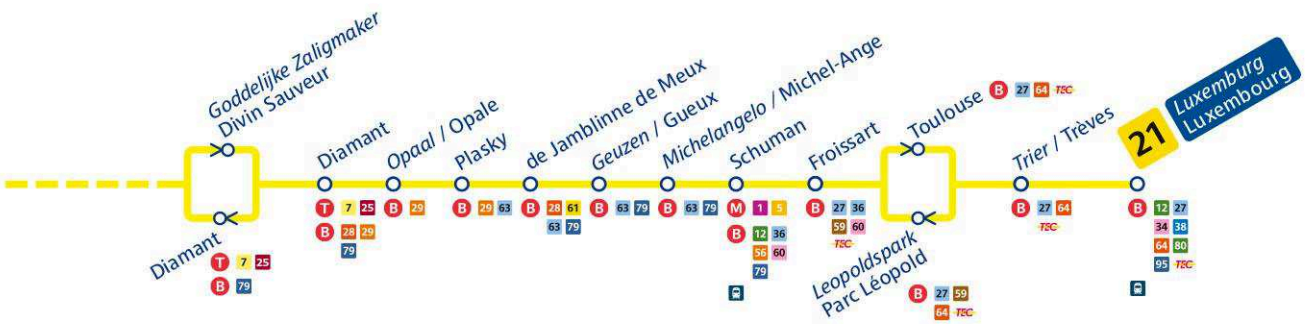 Goddelijke Zaligmaker
Divin Sauveur
Diamant
T 7 25
B 79
Diamant
T 7 25
B 28 29
79
Opaal / Opale
B 29
Plasky
B 29 63
de Jamblinne de Meux
B 28 61
63 79
Geuzen / Gueux
B 63 79
Michelangelo / Michel-Ange
B 63 79
Schuman
M 1 5
B 12 36
56 60
79
Froissart
B 27 36
59 60
TEC
Toulouse
B 27 64 TEC
Leopoldspark
Parc Léopold
B 27 59
64 TEC
Trier / Trèves
B 27 64
TEC
21
Luxemburg
Luxembourg
B 12 27
34 38
64 80
95 TEC